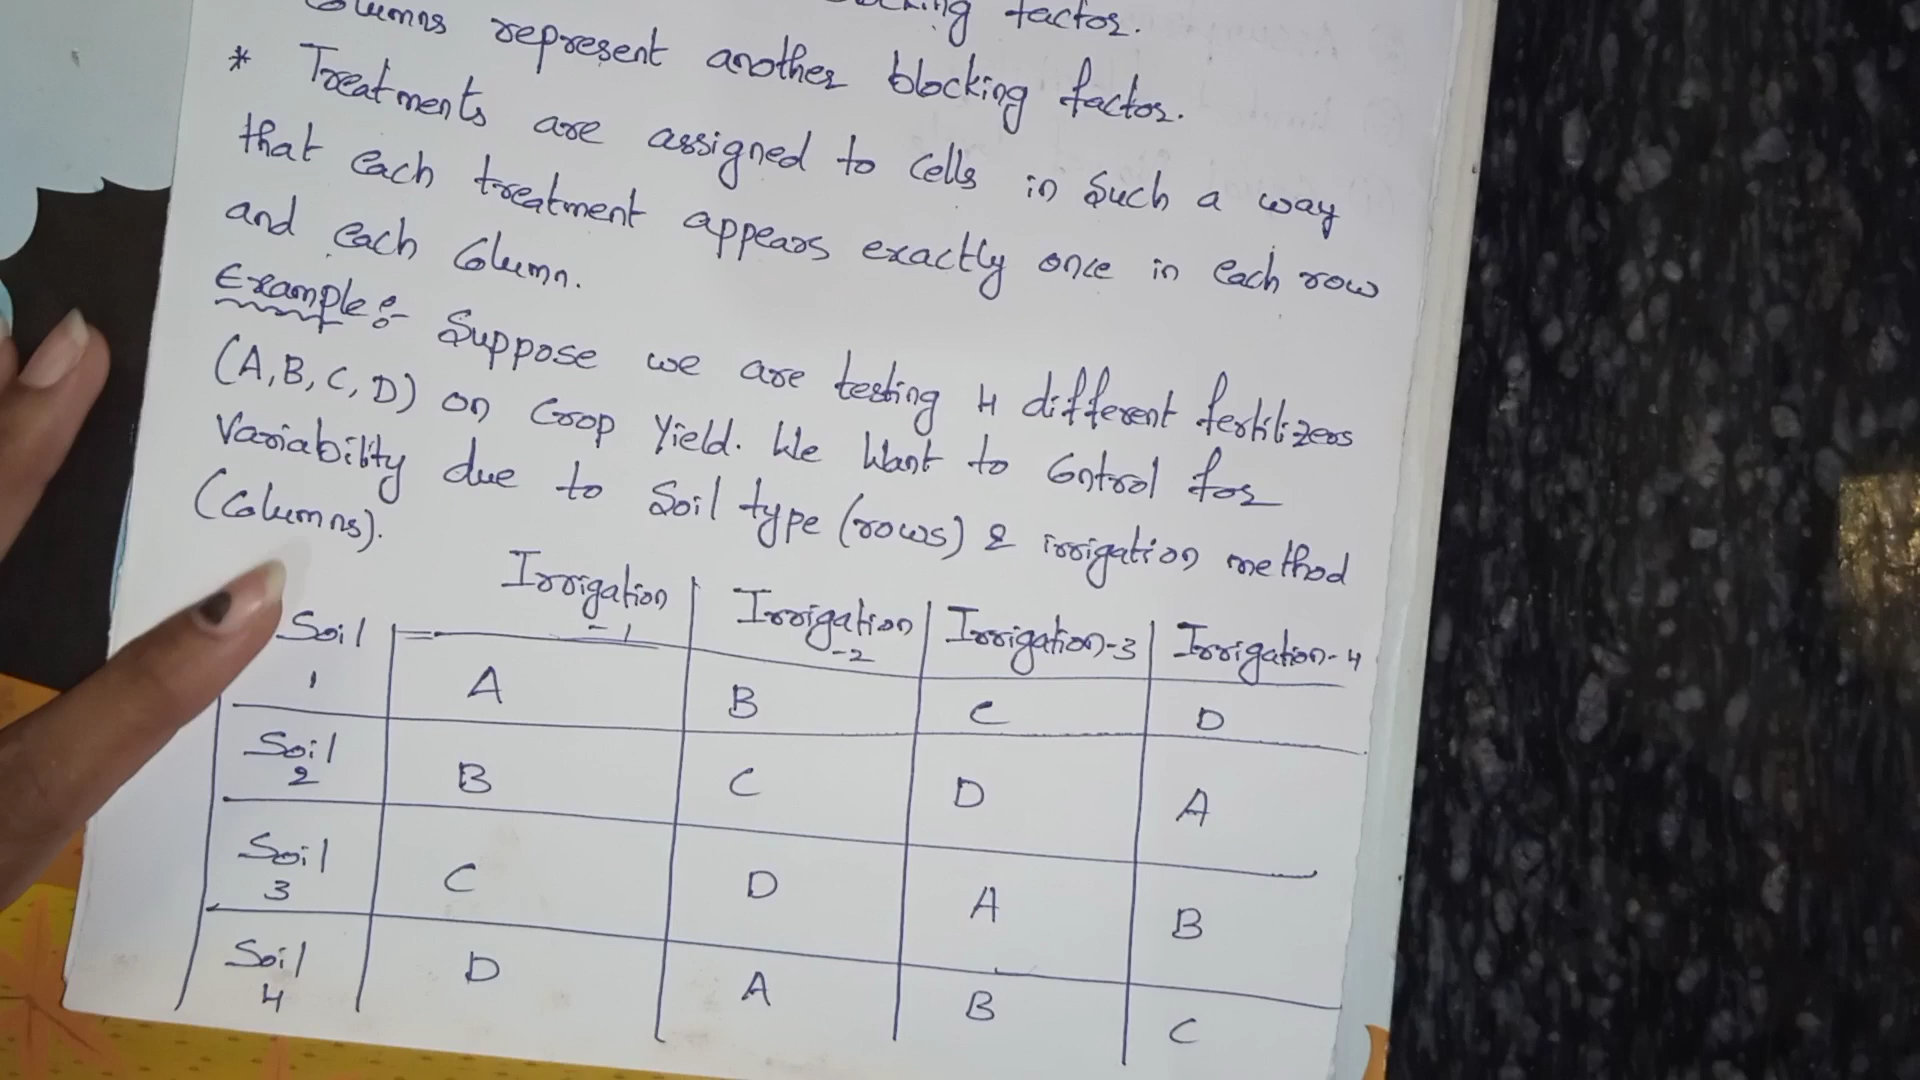 Columns represent another blocking factor.
* Treatments are assigned to cells in such a way
that each treatment appears exactly once in each row
and each column.
Example:- Suppose we are testing 4 different fertilizers
(A, B, C, D) on Crop Yield. We Want to Control for
Variability due to Soil type (rows) & irrigation method
(Columns).
Irrigation -1 Irrigation -2 Irrigation-3 Irrigation-4
Soil 1 A B C D
Soil 2 B C D A
Soil 3 C D A B
Soil 4 D A B C